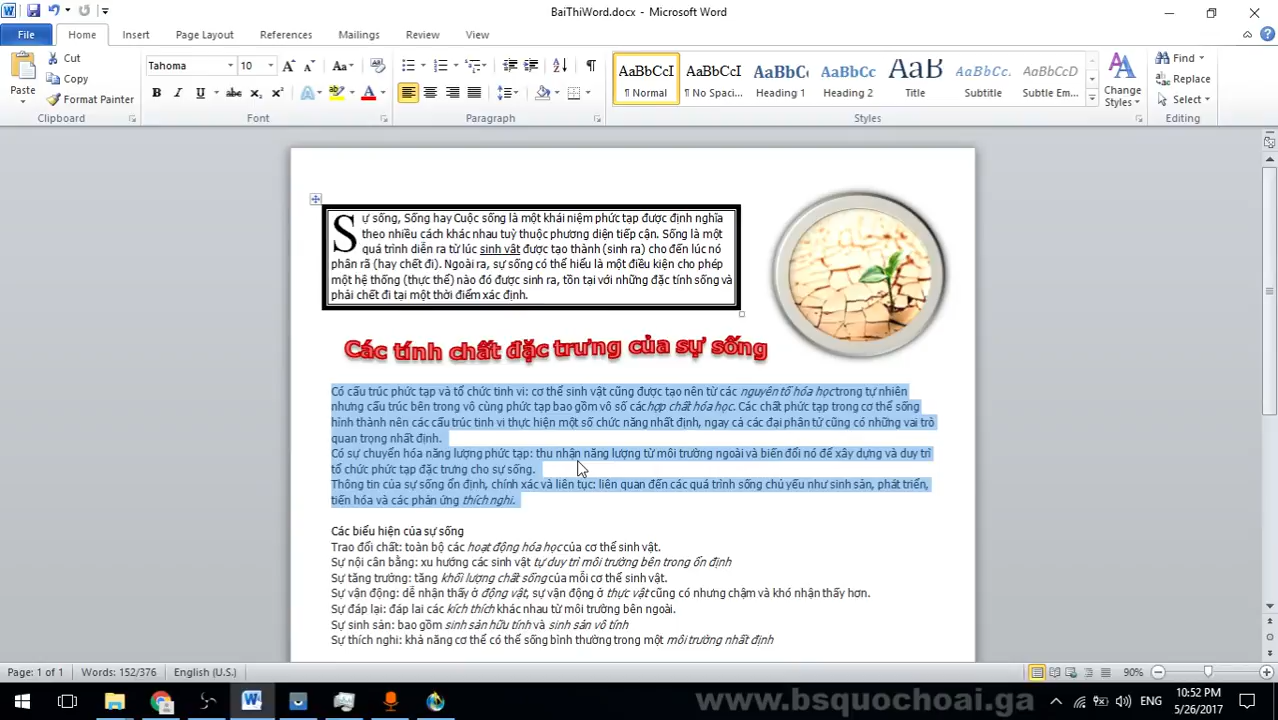 BaiThiWord.docx - Microsoft Word
File Home Insert Page Layout References Mailings Review View
Paste
Cut
Copy
Format Painter
Clipboard
Tahoma 10
Font
Paragraph
AaBbCcI AaBbCcI AaBbCc AaBbCc AaB AaBbCc. AaBbCcD
¶ Normal ¶ No Spaci... Heading 1 Heading 2 Title Subtitle Subtle Em...
Change Styles
Styles
Find
Replace
Select
Editing
Sự sống, Sống hay Cuộc sống là một khái niệm phức tạp được định nghĩa
theo nhiều cách khác nhau tuỳ thuộc phương diện tiếp cận. Sống là một
quá trình diễn ra từ lúc sinh vật được tạo thành (sinh ra) cho đến lúc nó
phân rã (hay chết đi). Ngoài ra, sự sống có thể hiểu là một điều kiện cho phép
một hệ thống (thực thể) nào đó được sinh ra, tồn tại với những đặc tính sống và
phải chết đi tại một thời điểm xác định.
Các tính chất đặc trưng của sự sống
Có cấu trúc phức tạp và tổ chức tinh vi: cơ thể sinh vật cũng được tạo nên từ các nguyên tố hóa học trong tự nhiên
nhưng cấu trúc bên trong vô cùng phức tạp bao gồm vô số các hợp chất hóa học. Các chất phức tạp trong cơ thể sống
hình thành nên các cấu trúc tinh vi thực hiện một số chức năng nhất định, ngay cả các đại phân tử cũng có những vai trò
quan trọng nhất định.
Có sự chuyển hóa năng lượng phức tạp: thu nhận năng lượng từ môi trường ngoài và biến đổi nó để xây dựng và duy trì
tổ chức phức tạp đặc trưng cho sự sống.
Thông tin của sự sống ổn định, chính xác và liên tục: liên quan đến các quá trình sống chủ yếu như sinh sản, phát triển,
tiến hóa và các phản ứng thích nghi.
Các biểu hiện của sự sống
Trao đổi chất: toàn bộ các hoạt động hóa học của cơ thể sinh vật.
Sự nội cân bằng: xu hướng các sinh vật tự duy trì môi trường bên trong ổn định
Sự tăng trưởng: tăng khối lượng chất sống của mỗi cơ thể sinh vật.
Sự vận động: dễ nhận thấy ở động vật, sự vận động ở thực vật cũng có nhưng chậm và khó nhận thấy hơn.
Sự đáp lại: đáp lại các kích thích khác nhau từ môi trường bên ngoài.
Sự sinh sản: bao gồm sinh sản hữu tính và sinh sản vô tính
Sự thích nghi: khả năng cơ thể có thể sống bình thường trong một môi trường nhất định
Page: 1 of 1 Words: 152/376 English (U.S.) 90%
www.bsquochoai.ga
ENG
10:52 PM
5/26/2017